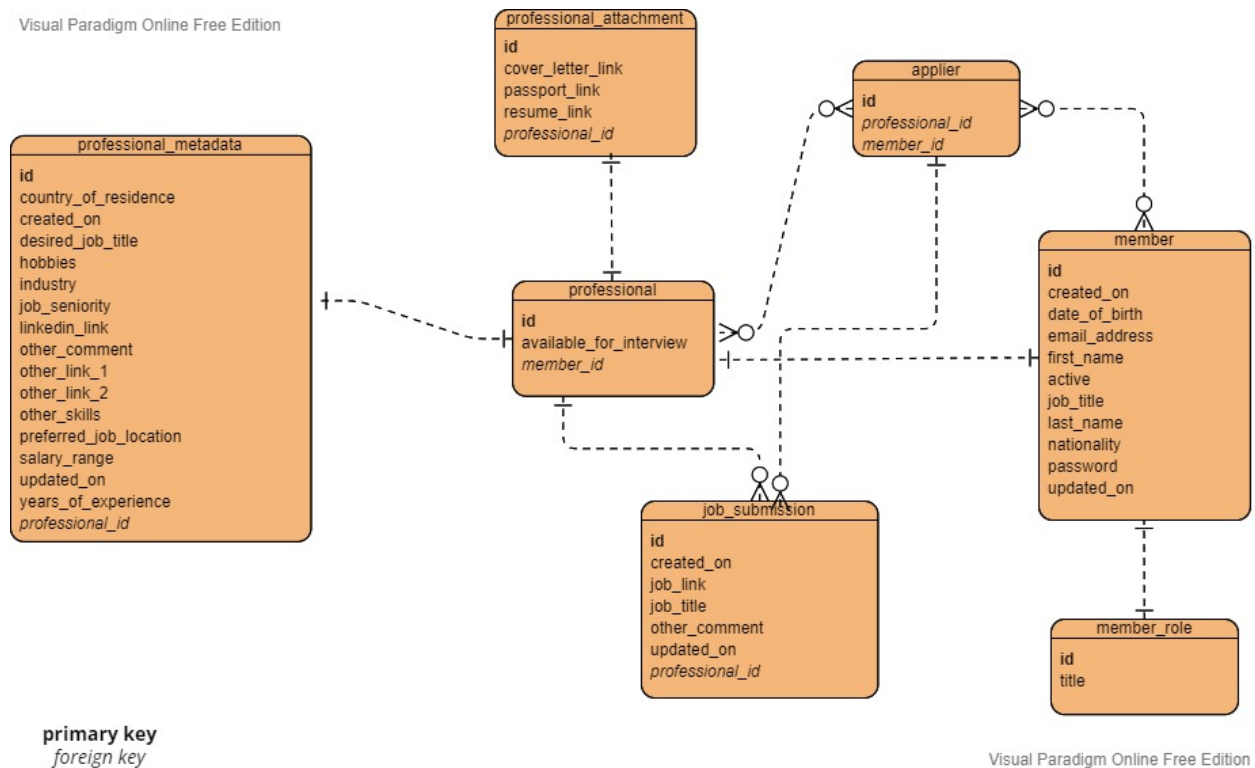 Visual Paradigm Online Free Edition
professional_attachment
id
cover_letter_link
passport_link
resume_link
professional_id
applier
id
professional_id
member_id
professional_metadata
id
country_of_residence
created_on
desired_job_title
hobbies
industry
job_seniority
linkedin_link
other_comment
other_link_1
other_link_2
other_skills
preferred_job_location
salary_range
updated_on
years_of_experience
professional_id
professional
id
available_for_interview
member_id
member
id
created_on
date_of_birth
email_address
first_name
active
job_title
last_name
nationality
password
updated_on
job_submission
id
created_on
job_link
job_title
other_comment
updated_on
professional_id
member_role
id
title
primary key
foreign key
Visual Paradigm Online Free Edition